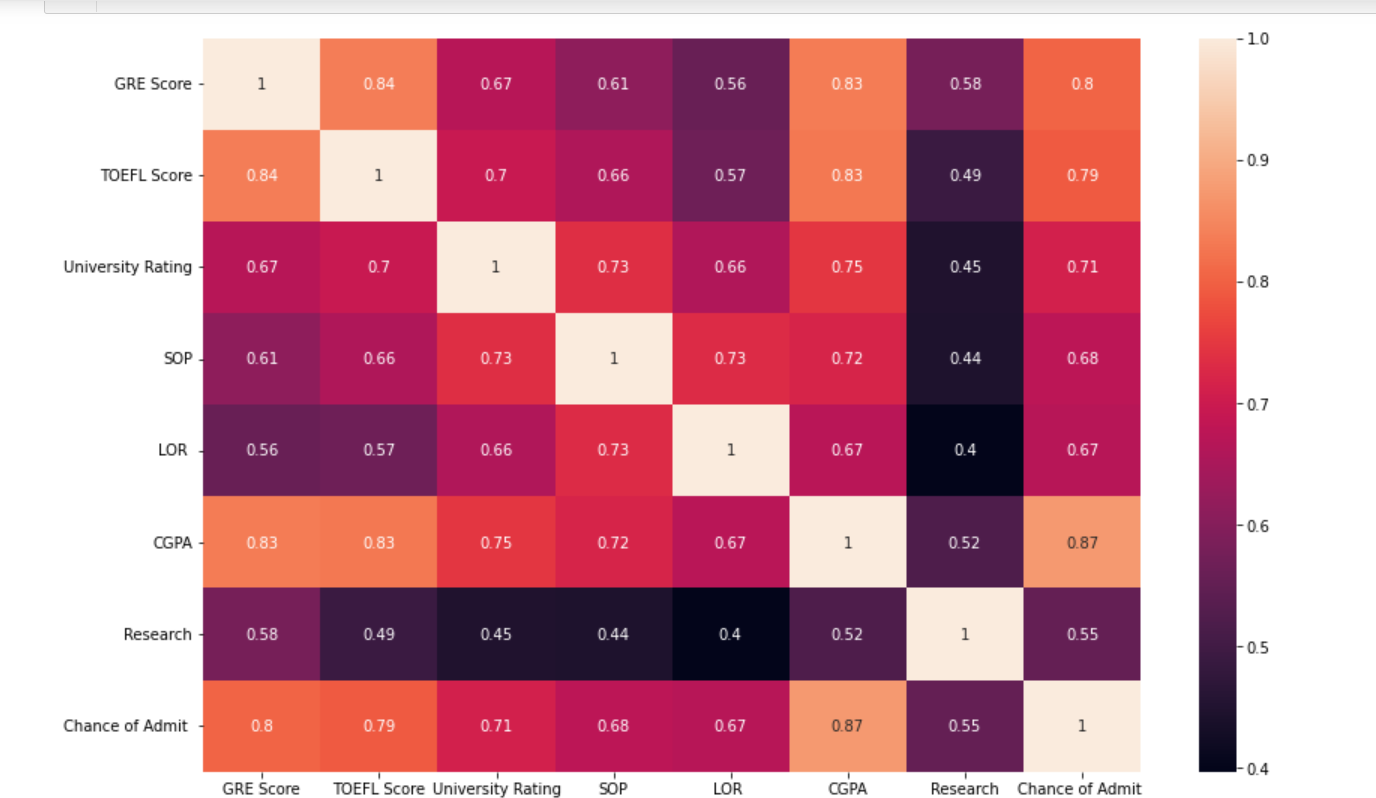 1.0
GRE Score 1 0.84 0.67 0.61 0.56 0.83 0.58 0.8
0.9
TOEFL Score 0.84 1 0.7 0.66 0.57 0.83 0.49 0.79
University Rating 0.67 0.7 1 0.73 0.66 0.75 0.45 0.71
0.8
SOP 0.61 0.66 0.73 1 0.73 0.72 0.44 0.68
0.7
LOR 0.56 0.57 0.66 0.73 1 0.67 0.4 0.67
0.6
CGPA 0.83 0.83 0.75 0.72 0.67 1 0.52 0.87
Research 0.58 0.49 0.45 0.44 0.4 0.52 1 0.55
0.5
Chance of Admit 0.8 0.79 0.71 0.68 0.67 0.87 0.55 1
0.4
GRE Score TOEFL Score University Rating SOP LOR CGPA Research Chance of Admit